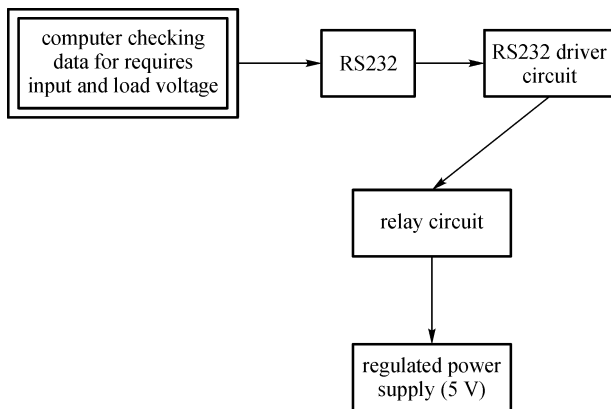 computer checking
data for requires
input and load voltage
RS232
RS232 driver
circuit
relay circuit
regulated power
supply (5 V)